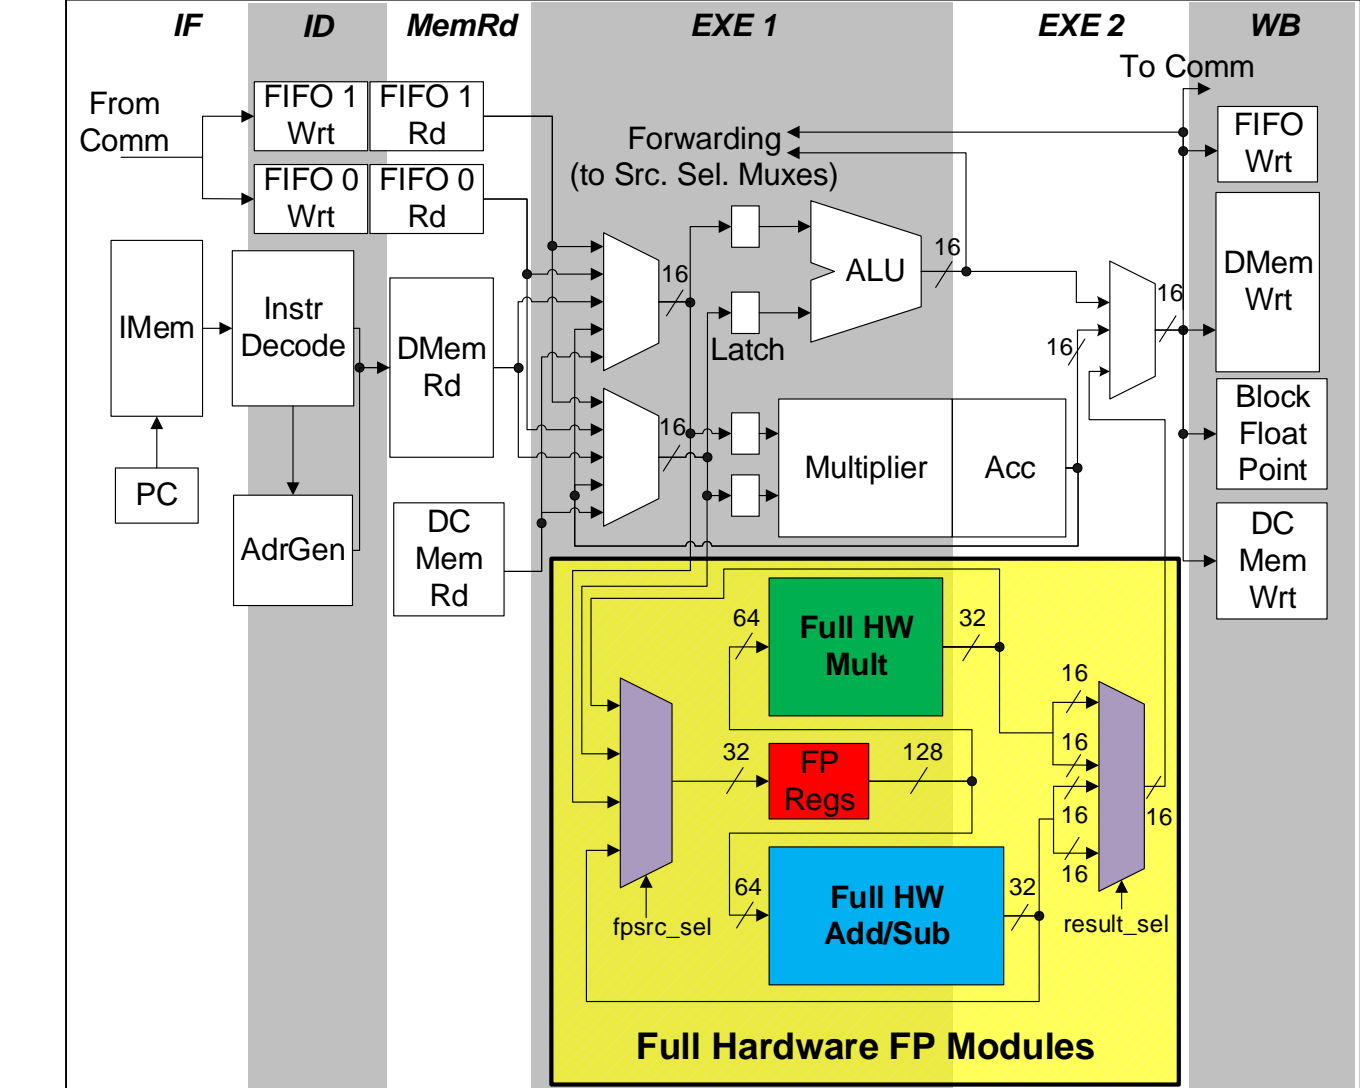 IF ID MemRd EXE 1 EXE 2 WB
To Comm
From
Comm
FIFO 1
Wrt
FIFO 1
Rd
FIFO 0
Wrt
FIFO 0
Rd
Forwarding
(to Src. Sel. Muxes)
FIFO
Wrt
IMem
Instr
Decode
DMem
Rd
16
16
Latch
ALU
16
16
16
DMem
Wrt
PC
AdrGen
DC
Mem
Rd
Multiplier
Acc
Block
Float
Point
DC
Mem
Wrt
64
Full HW
Mult
32
16
16
16
16
16
32
FP
Regs
128
64
Full HW
Add/Sub
32
fpsrc_sel
result_sel
Full Hardware FP Modules